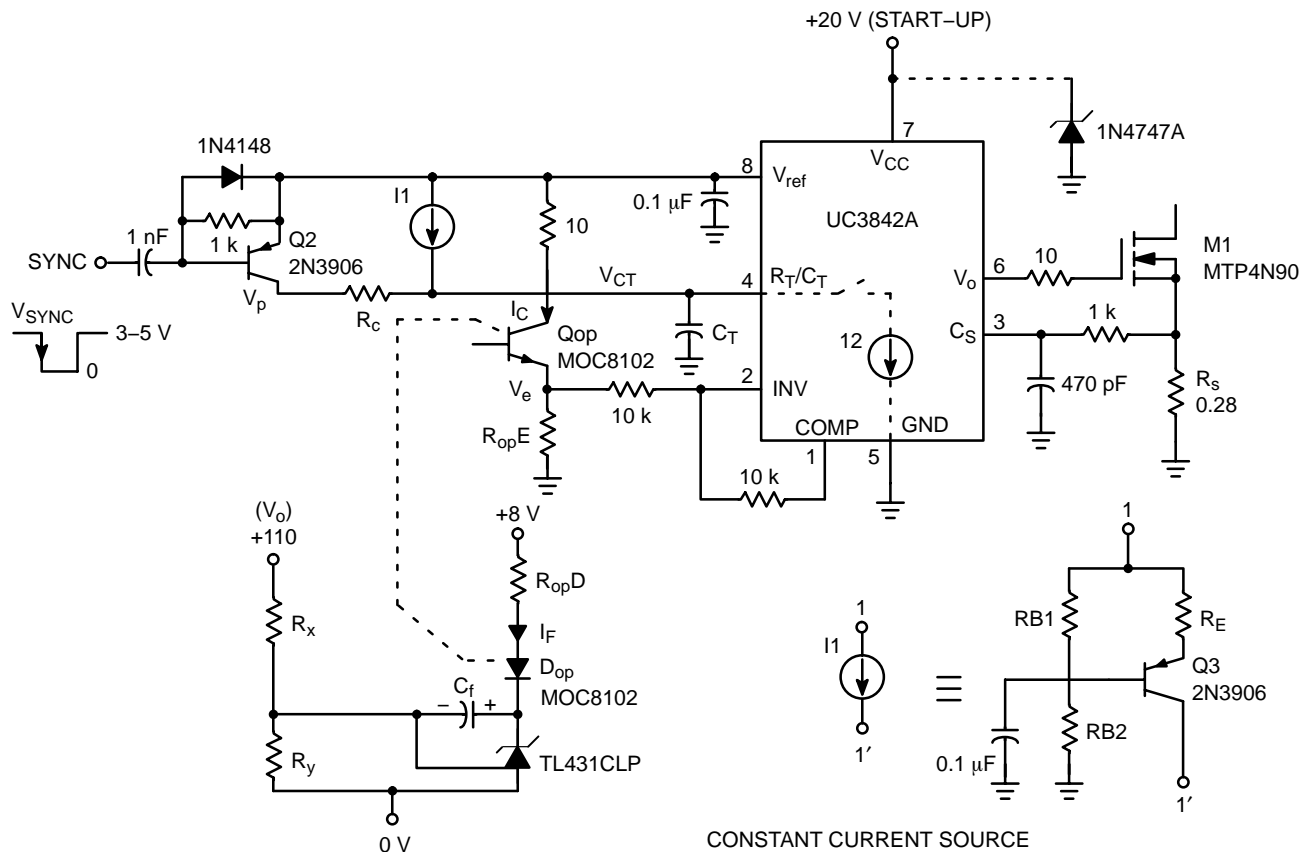 +20 V (START–UP)
1N4747A
1N4148
7
VCC
8
Vref
I1
0.1 µF
UC3842A
10
1 nF
1 k
Q2
2N3906
SYNC
M1
MTP4N90
6
Vo
10
VCT
4
RT/CT
Vp
Rc
VSYNC
3–5 V
0
IC
Qop
MOC8102
CT
CS
3
1 k
12
470 pF
Rs
0.28
Ve
2
INV
10 k
RopE
COMP
GND
1
5
10 k
(Vo)
+110
+8 V
RopD
1
Rx
IF
Dop
MOC8102
Cf
– +
Ry
TL431CLP
0 V
1
I1
1′
RB1
RE
Q3
2N3906
RB2
0.1 µF
1′
CONSTANT CURRENT SOURCE